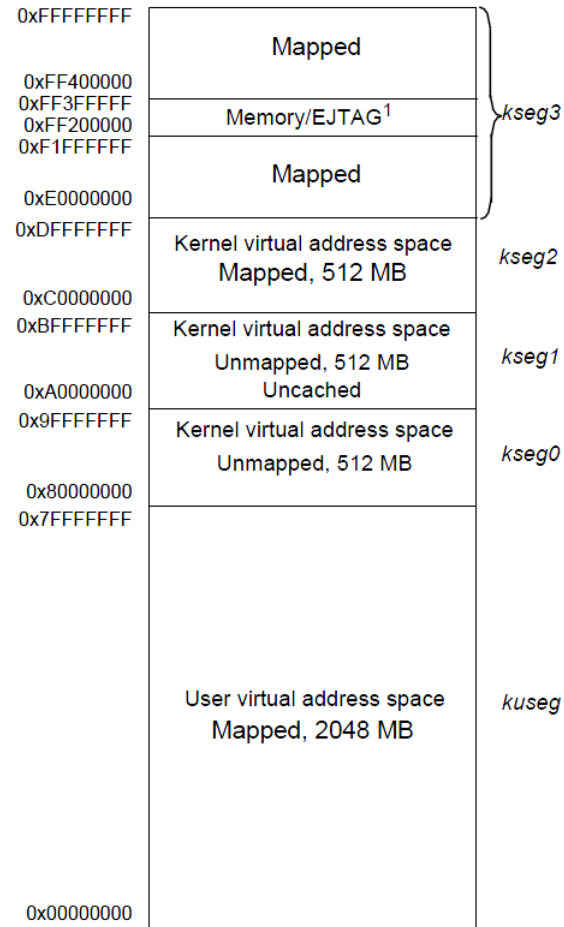 0xFFFFFFFF
Mapped
0xFF400000
0xFF3FFFFF
Memory/EJTAG1
kseg3
0xFF200000
0xF1FFFFFF
Mapped
0xE0000000
0xDFFFFFFF
Kernel virtual address space
Mapped, 512 MB
kseg2
0xC0000000
0xBFFFFFFF
Kernel virtual address space
Unmapped, 512 MB
kseg1
Uncached
0xA0000000
0x9FFFFFFF
Kernel virtual address space
Unmapped, 512 MB
kseg0
0x80000000
0x7FFFFFFF
User virtual address space
kuseg
Mapped, 2048 MB
0x00000000